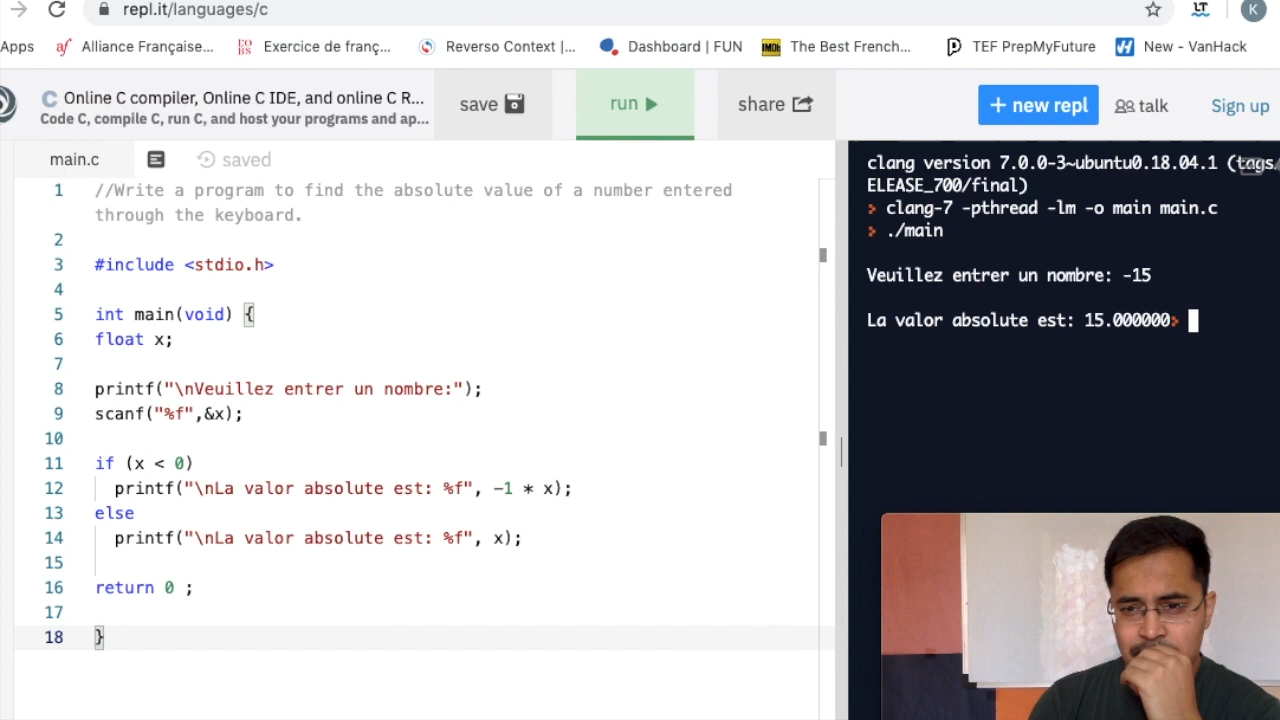 repl.it/languages/c
K
Apps Alliance Française... Exercice de franç... Reverso Context |... Dashboard | FUN IMDb The Best French... TEF PrepMyFuture New - VanHack
Online C compiler, Online C IDE, and online C R...
Code C, compile C, run C, and host your programs and ap...
save run share + new repl talk Sign up
main.c saved
1 //Write a program to find the absolute value of a number entered
through the keyboard.
2
3 #include <stdio.h>
4
5 int main(void) {
6 float x;
7
8 printf("\nVeuillez entrer un nombre:");
9 scanf("%f",&x);
10
11 if (x < 0)
12 printf("\nLa valor absolute est: %f", -1 * x);
13 else
14 printf("\nLa valor absolute est: %f", x);
15
16 return 0 ;
17
18 }
clang version 7.0.0-3~ubuntu0.18.04.1 (tags
ELEASE_700/final)
> clang-7 -pthread -lm -o main main.c
> ./main
Veuillez entrer un nombre: -15
La valor absolute est: 15.000000>